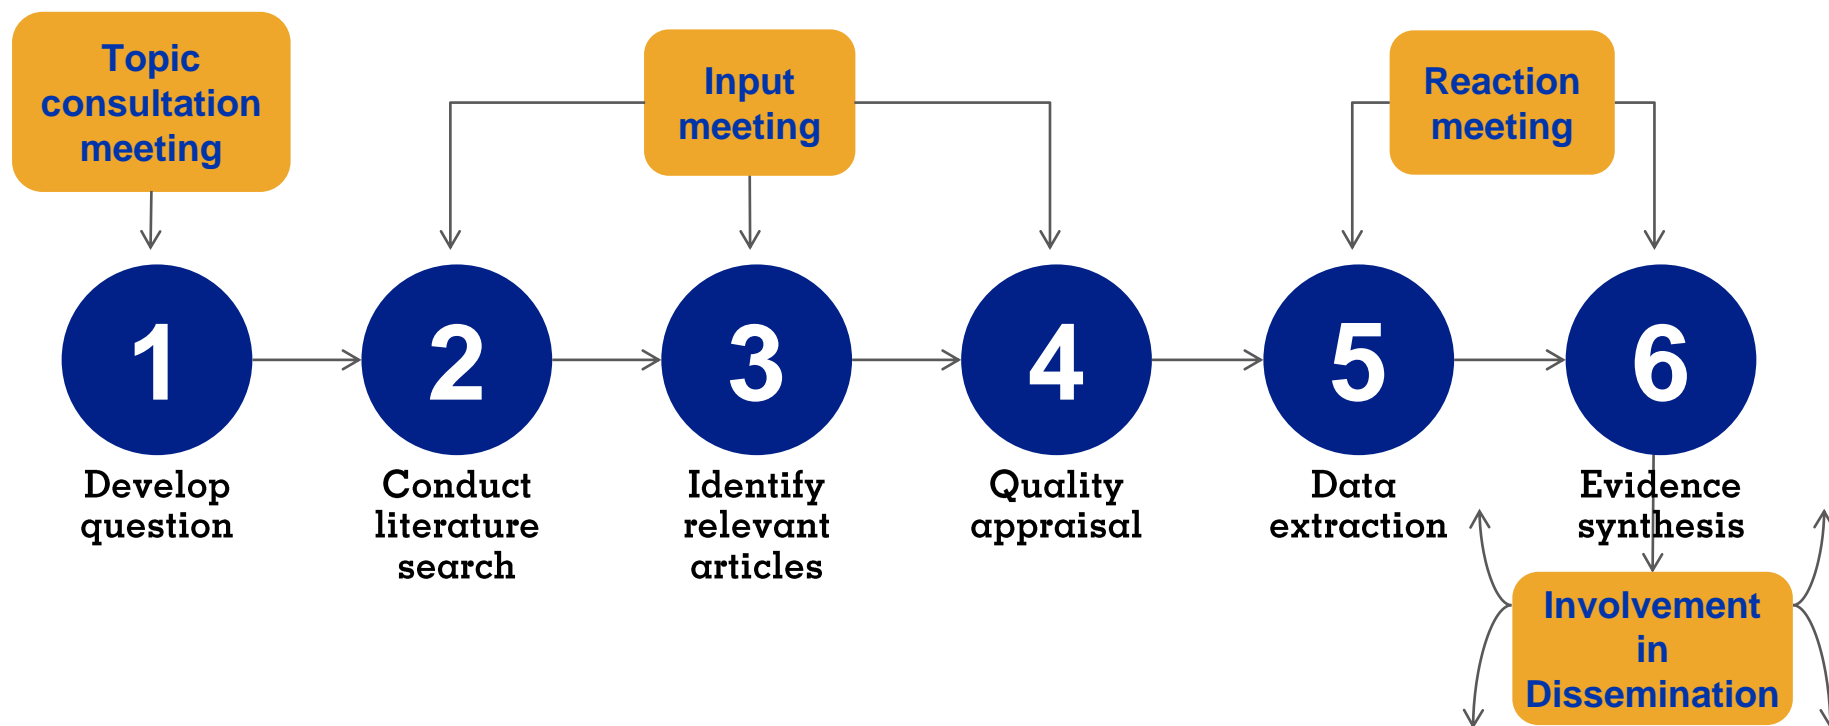 Topic
consultation
meeting
Input
meeting
Reaction
meeting
1
2
3
4
5
6
Develop
question
Conduct
literature
search
Identify
relevant
articles
Quality
appraisal
Data
extraction
Evidence
synthesis
Involvement
in
Dissemination